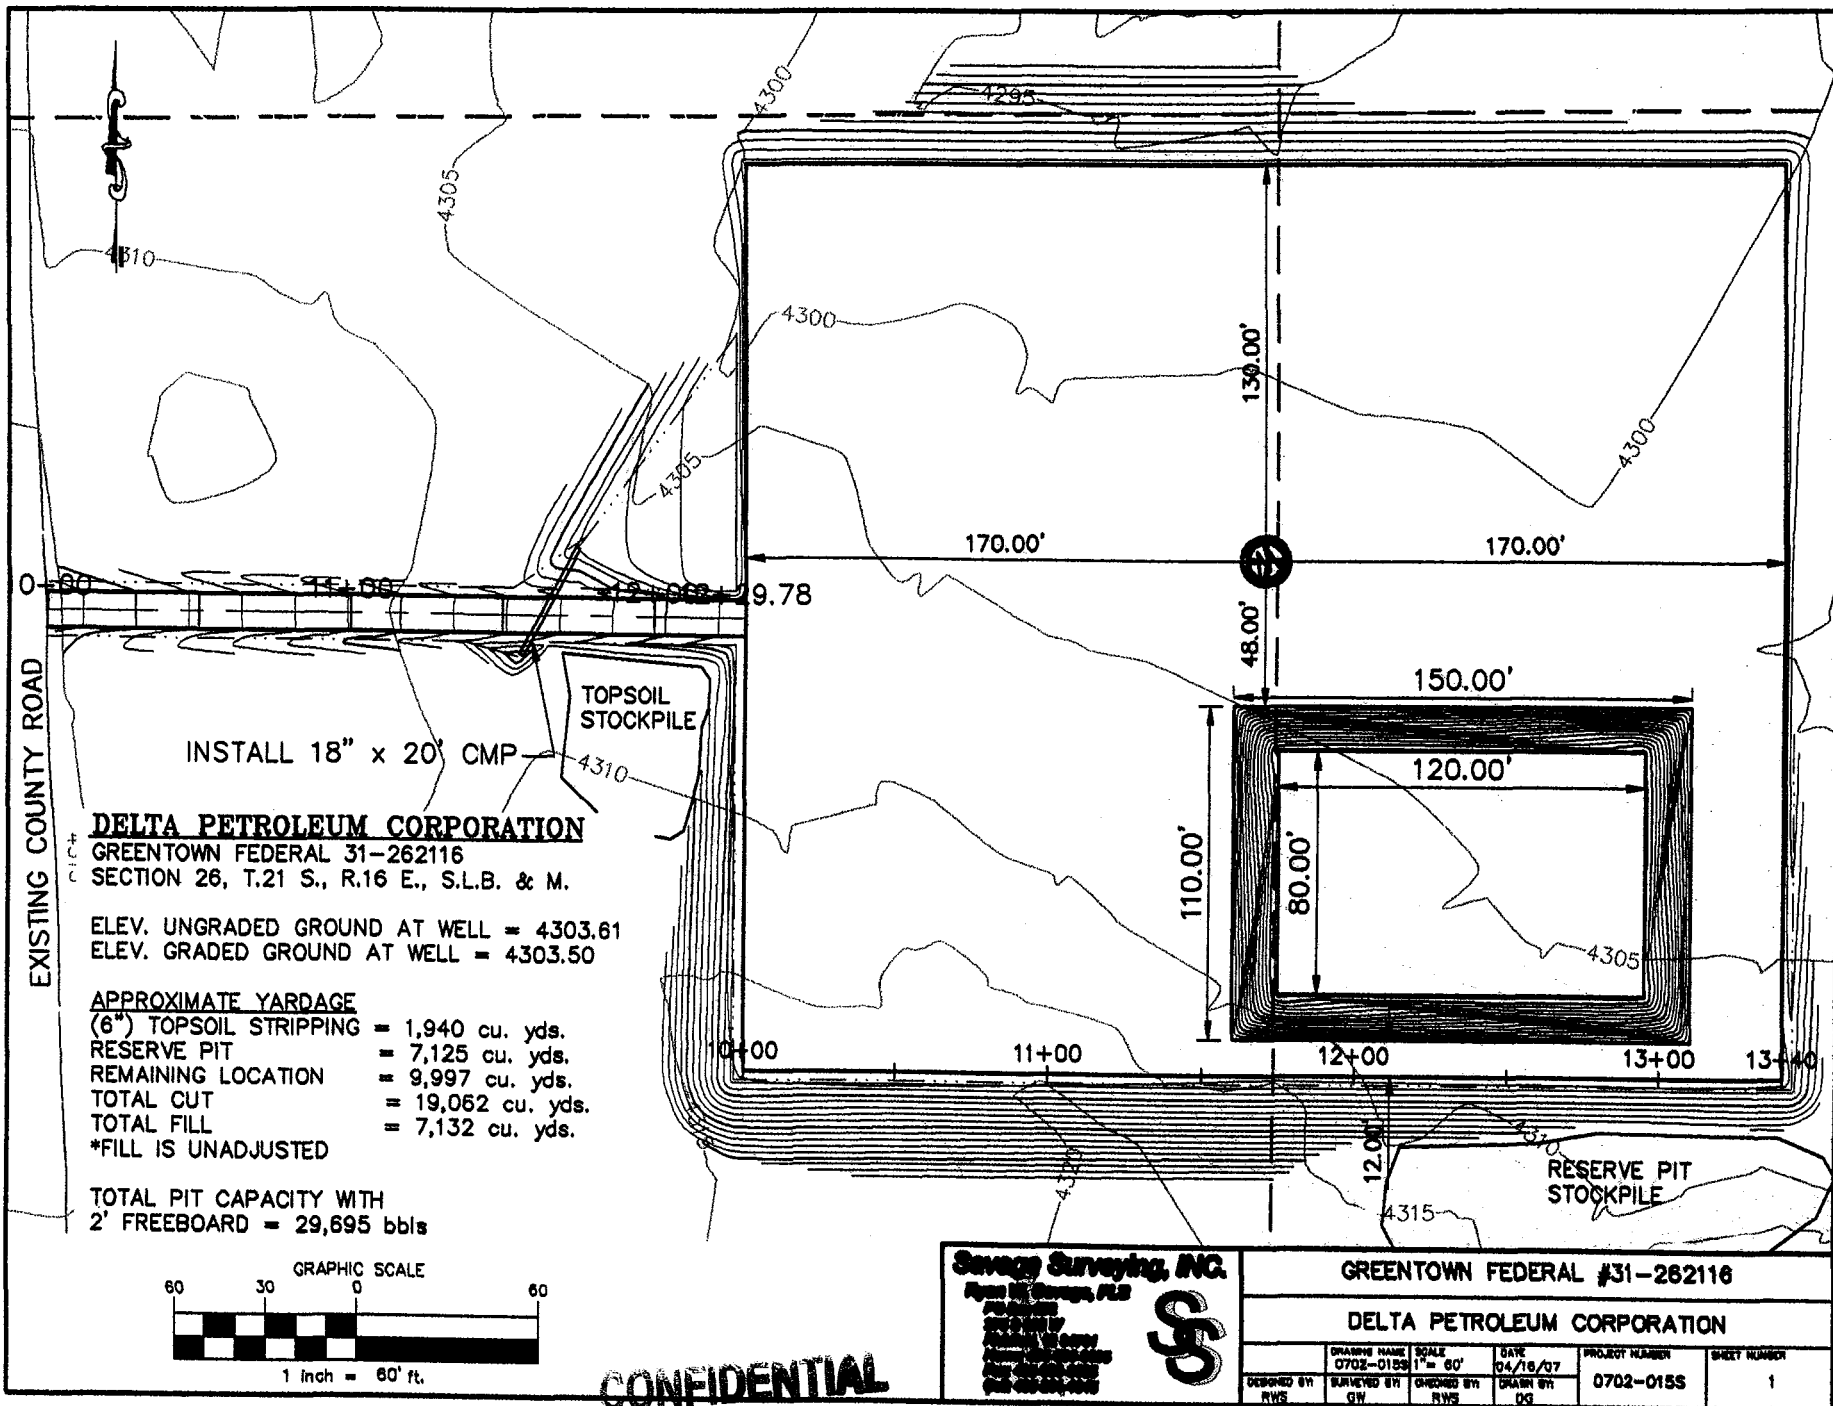 4300
4295
4305
4310
4300
130.00'
4300
4305
170.00'
170.00'
11+00
29.78
48.00'
EXISTING COUNTY ROAD
TOPSOIL
STOCKPILE
INSTALL 18" x 20' CMP
4310
150.00'
120.00'
110.00'
80.00'
4305
DELTA PETROLEUM CORPORATION
GREENTOWN FEDERAL 31-262116
SECTION 26, T.21 S., R.16 E., S.L.B. & M.
ELEV. UNGRADED GROUND AT WELL = 4303.61
ELEV. GRADED GROUND AT WELL = 4303.50
APPROXIMATE YARDAGE
(6") TOPSOIL STRIPPING = 1,940 cu. yds.
RESERVE PIT = 7,125 cu. yds.
REMAINING LOCATION = 9,997 cu. yds.
TOTAL CUT = 19,062 cu. yds.
TOTAL FILL = 7,132 cu. yds.
*FILL IS UNADJUSTED
TOTAL PIT CAPACITY WITH
2' FREEBOARD = 29,695 bbls
10+00
11+00
12+00
13+00
13+40
12.00'
4320
4310
4315
RESERVE PIT
STOCKPILE
GRAPHIC SCALE
60 30 0 60
1 inch = 60' ft.
CONFIDENTIAL
Savage Surveying, INC.
Ryan W. Savage, PLS
SS
GREENTOWN FEDERAL #31-262116
DELTA PETROLEUM CORPORATION
DRAWING NAME 0702-015S
SCALE 1"= 60'
DATE 04/16/07
PROJECT NUMBER 0702-015S
SHEET NUMBER 1
DESIGNED BY: RWS
SURVEYED BY: GW
CHECKED BY: RWS
DRAWN BY: DG